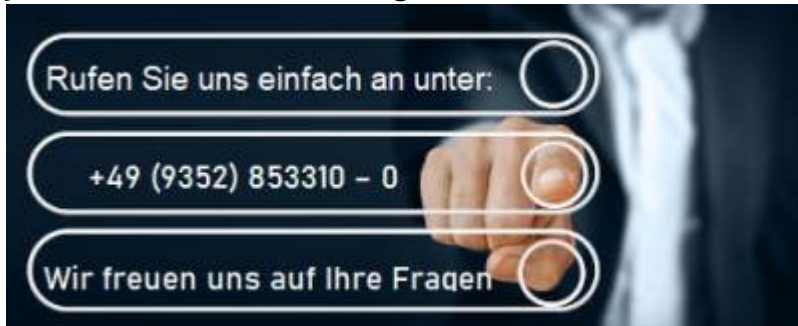 Rufen Sie uns einfach an unter:
+49 (9352) 853310 – 0
Wir freuen uns auf Ihre Fragen